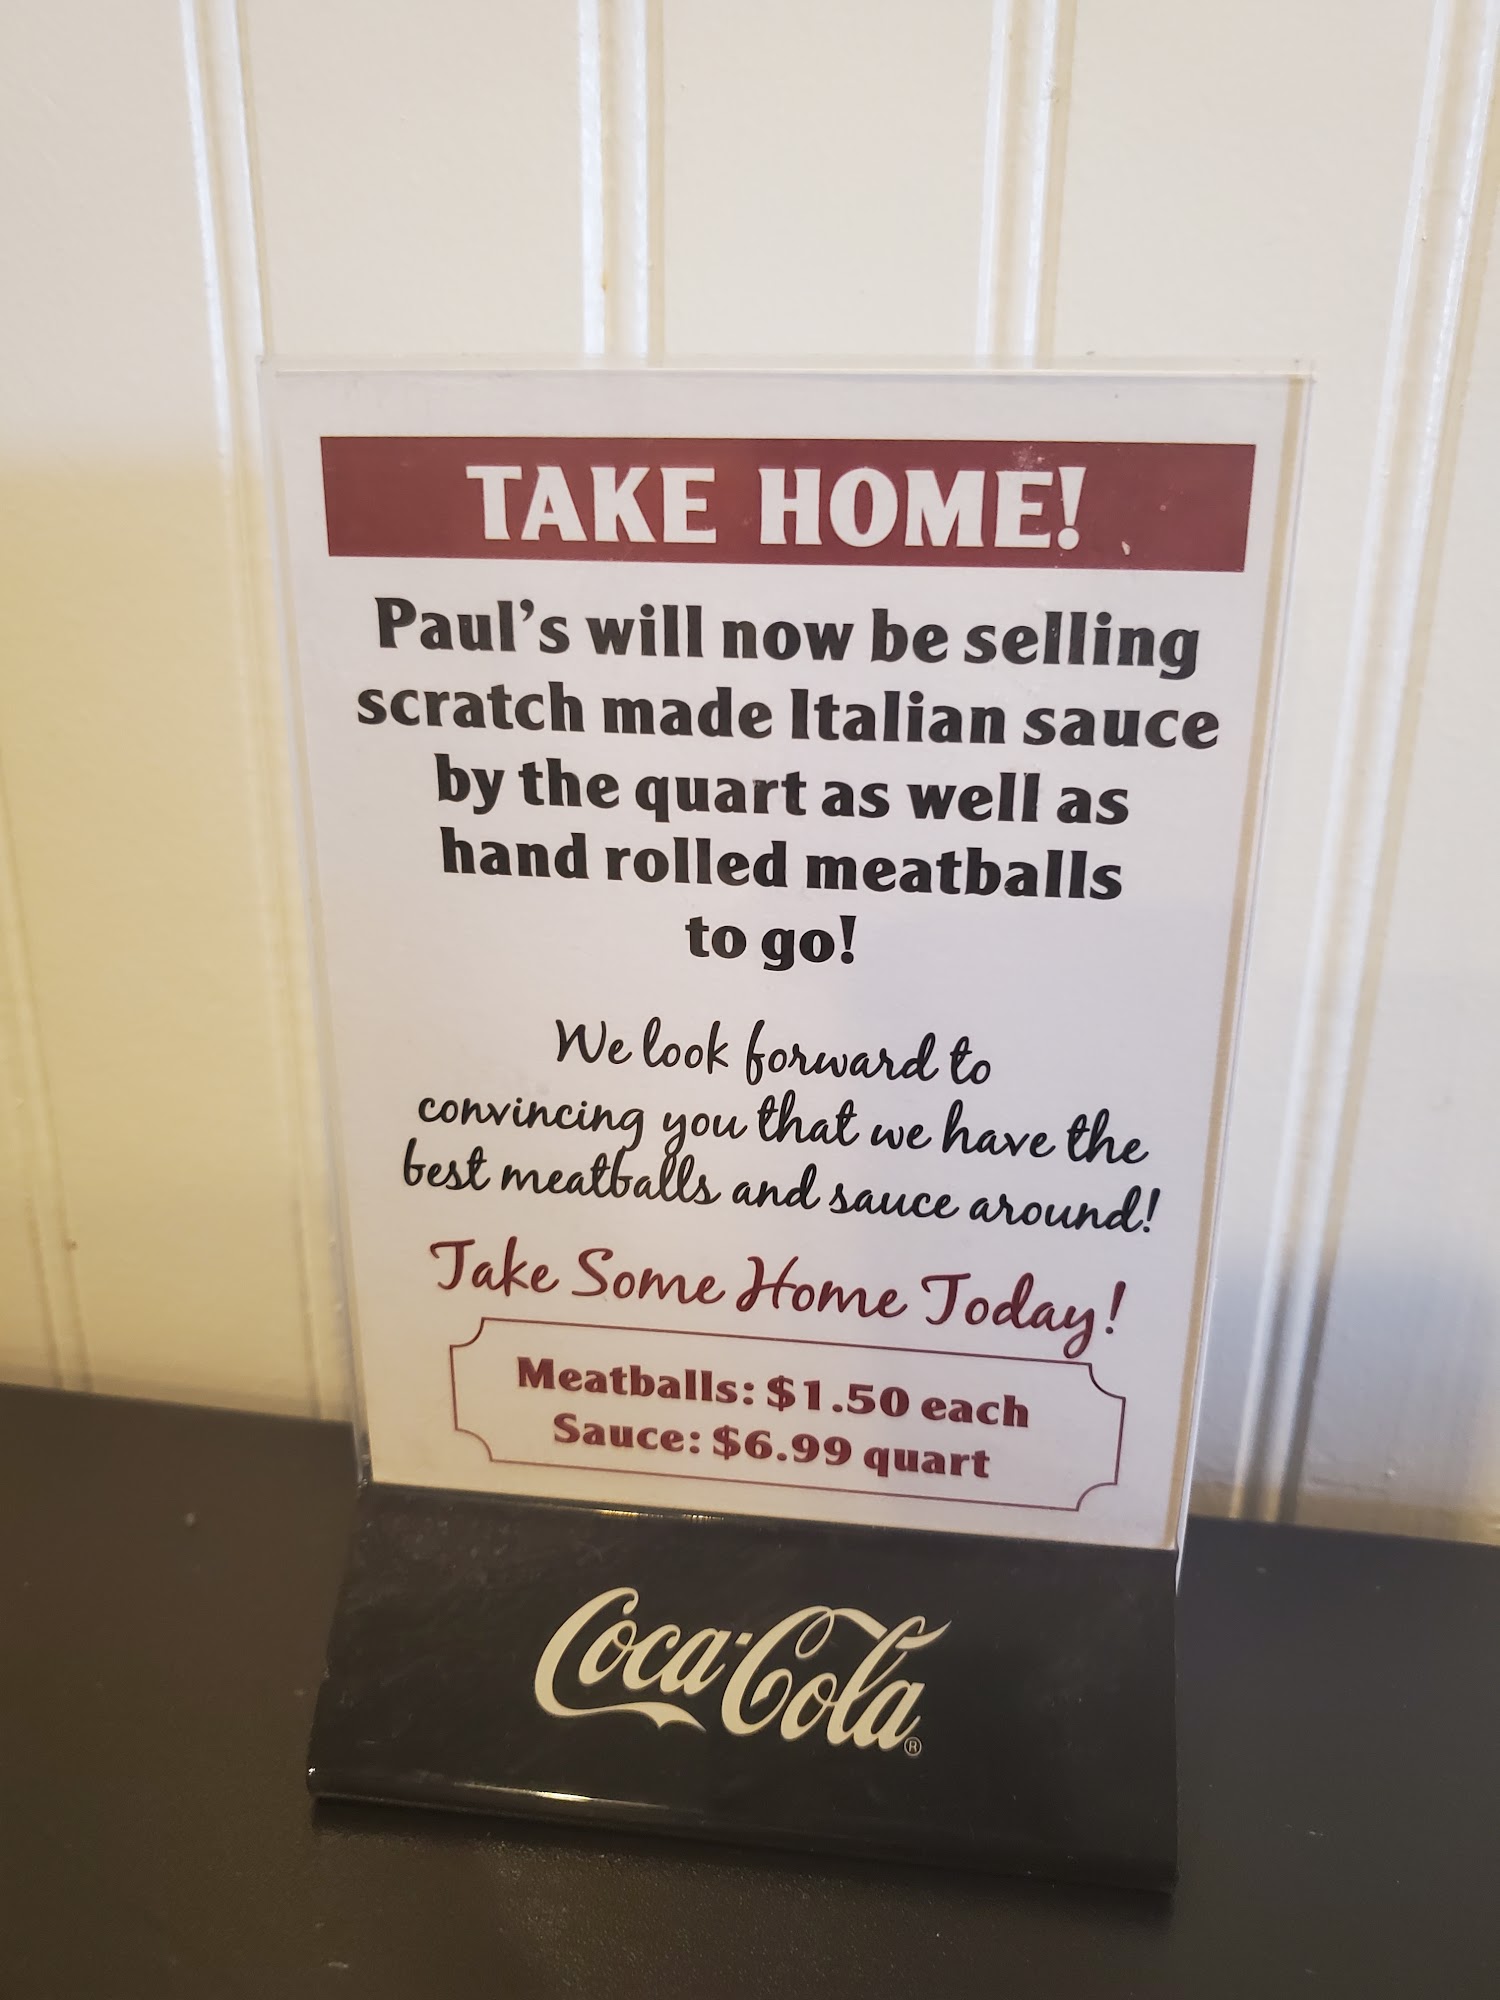 TAKE HOME!
Paul's will now be selling
scratch made Italian sauce
by the quart as well as
hand rolled meatballs
to go!
We look forward to
convincing you that we have the
best meatballs and sauce around!
Take Some Home Today!
Meatballs: $1.50 each
Sauce: $6.99 quart
Coca-Cola®